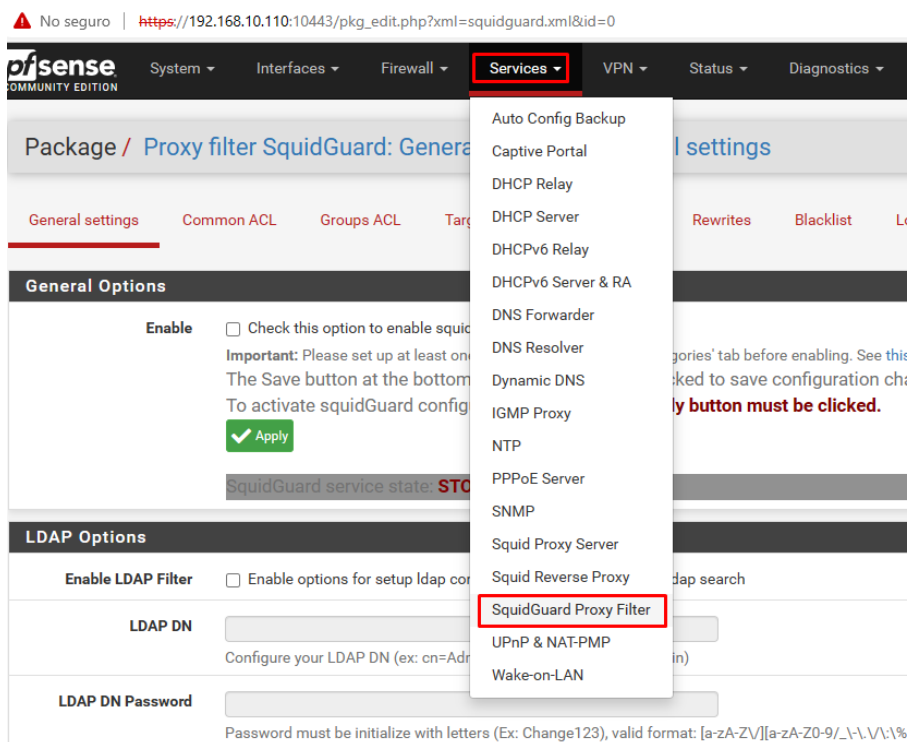 No seguro https://192.168.10.110:10443/pkg_edit.php?xml=squidguard.xml&id=0
pfsense COMMUNITY EDITION System Interfaces Firewall Services VPN Status Diagnostics
Auto Config Backup
Captive Portal
DHCP Relay
DHCP Server
DHCPv6 Relay
DHCPv6 Server & RA
DNS Forwarder
DNS Resolver
Dynamic DNS
IGMP Proxy
NTP
PPPoE Server
SNMP
Squid Proxy Server
Squid Reverse Proxy
SquidGuard Proxy Filter
UPnP & NAT-PMP
Wake-on-LAN
Package / Proxy filter SquidGuard: Genera l settings
General settings Common ACL Groups ACL Rewrites Blacklist
General Options
Enable Check this option to enable squid
Important: Please set up at least one gories' tab before enabling. See this
The Save button at the bottom cked to save configuration cha
To activate squidGuard config ly button must be clicked.
Apply
SquidGuard service state: STO
LDAP Options
Enable LDAP Filter Enable options for setup ldap con dap search
LDAP DN
Configure your LDAP DN (ex: cn=Adm in)
LDAP DN Password
Password must be initialize with letters (Ex: Change123), valid format: [a-zA-Z\/][a-zA-Z0-9/_\-\.\/\:\%